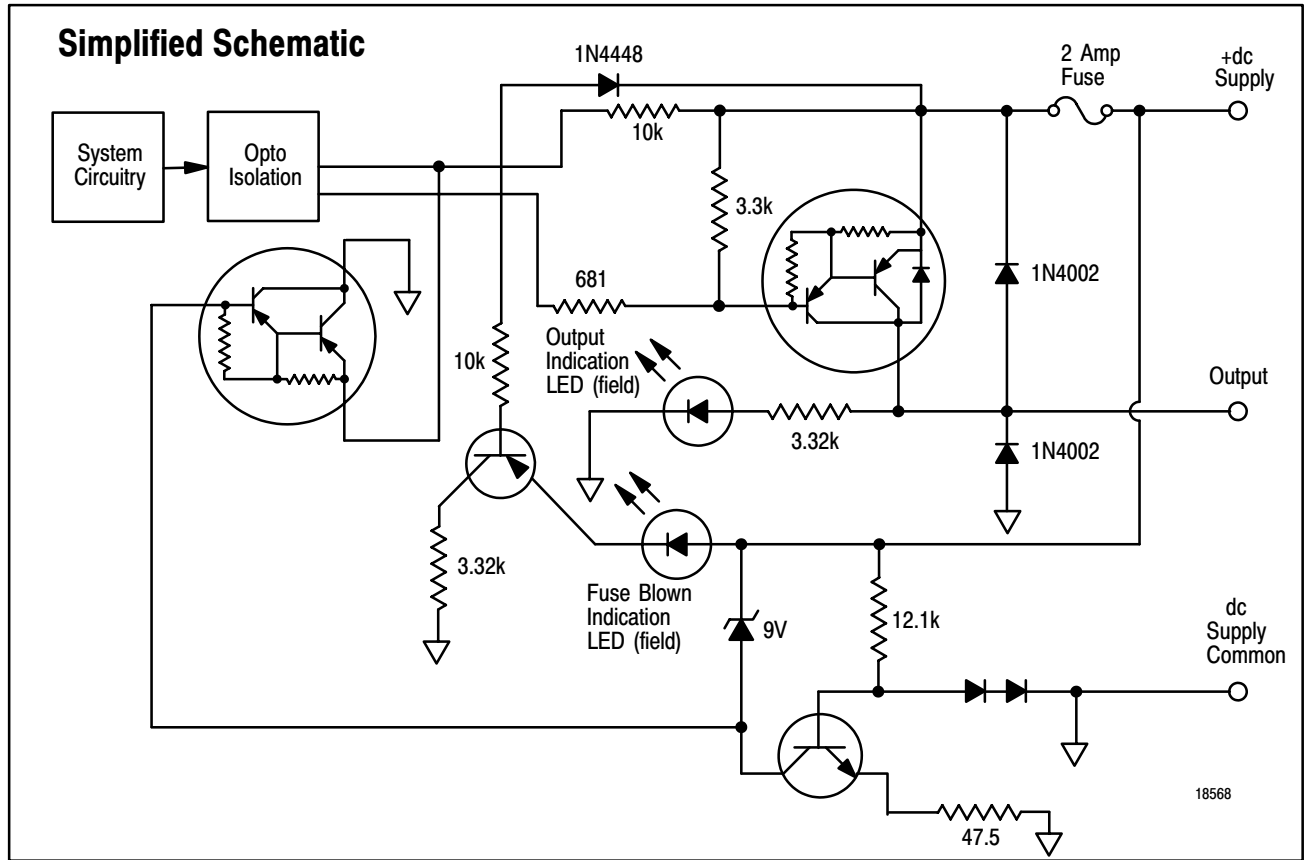 Simplified Schematic
1N4448
2 Amp
Fuse
+dc
Supply
10k
System
Circuitry
Opto
Isolation
3.3k
1N4002
681
Output
Indication
LED (field)
10k
Output
3.32k
1N4002
3.32k
Fuse Blown
Indication
LED (field)
9V
12.1k
dc
Supply
Common
18568
47.5